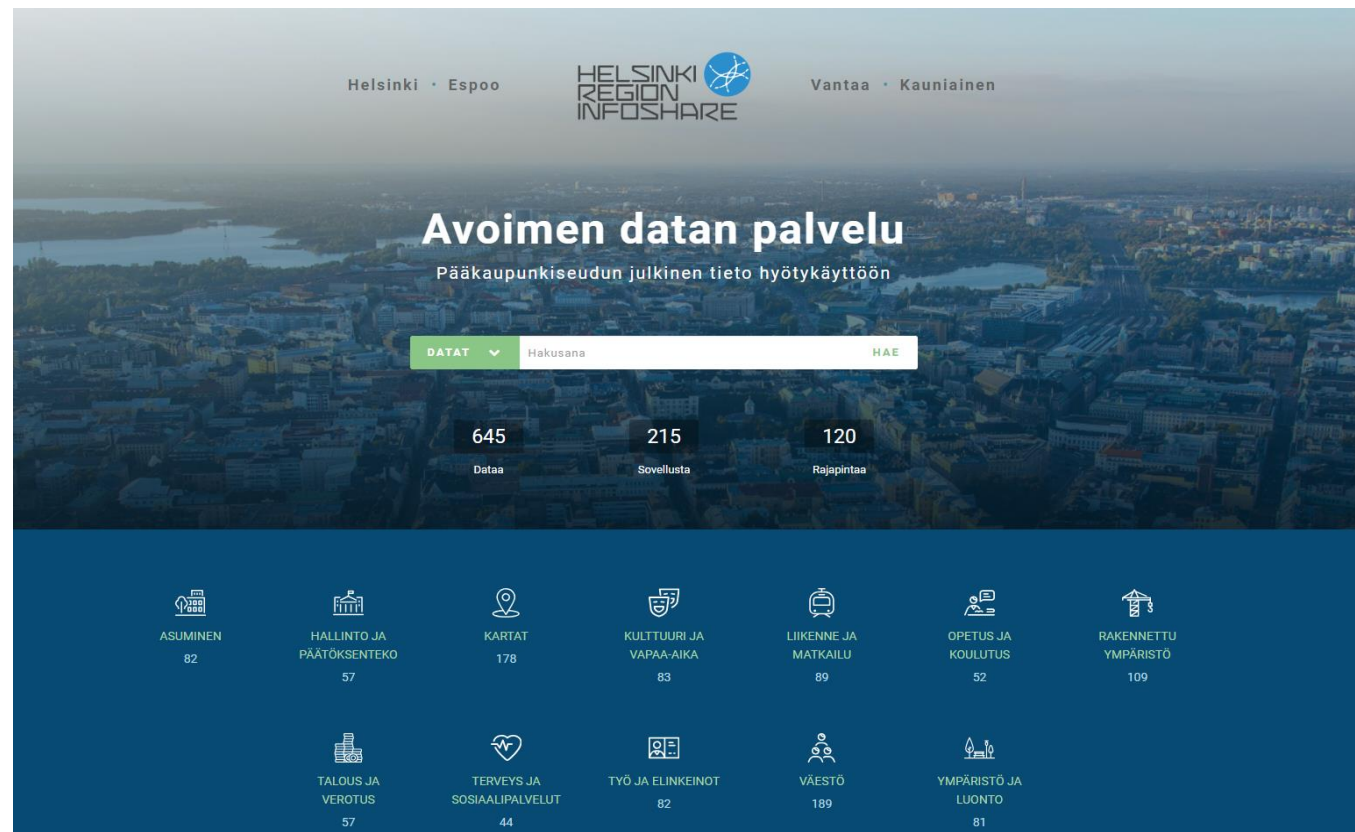 Helsinki • Espoo
HELSINKI
REGION
INFOSHARE
Vantaa • Kauniainen
Avoimen datan palvelu
Pääkaupunkiseudun julkinen tieto hyötykäyttöön
DATAT Hakusana HAE
645 215 120
Dataa Sovellusta Rajapintaa
ASUMINEN
82
HALLINTO JA
PÄÄTÖKSENTEKO
57
KARTAT
178
KULTTUURI JA
VAPAA-AIKA
83
LIIKENNE JA
MATKAILU
89
OPETUS JA
KOULUTUS
52
RAKENNETTU
YMPÄRISTÖ
109
TALOUS JA
VEROTUS
57
TERVEYS JA
SOSIAALIPALVELUT
44
TYÖ JA ELINKEINOT
82
VÄESTÖ
189
YMPÄRISTÖ JA
LUONTO
81